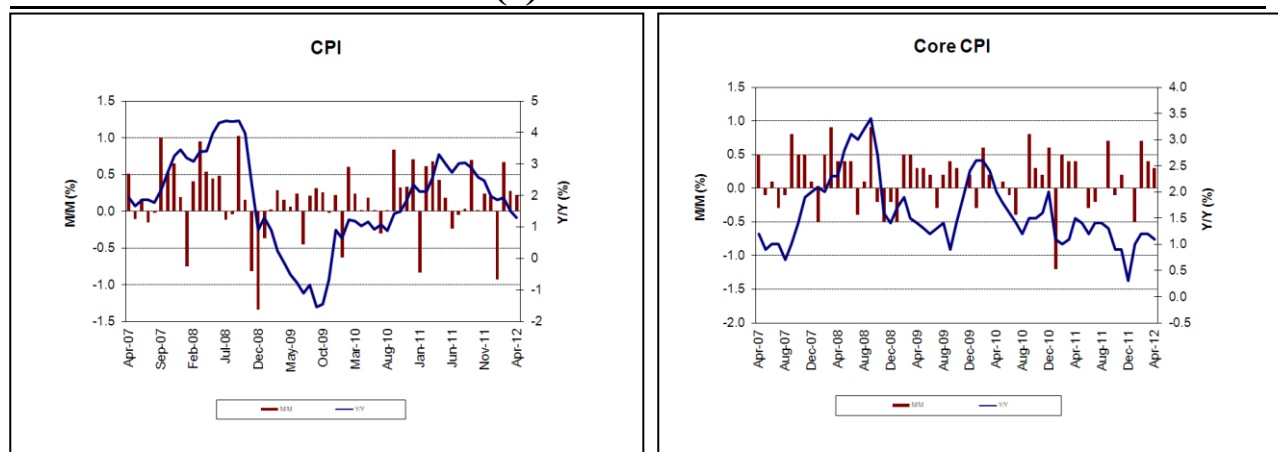 CPI
1.5
1.0
0.5
0.0
-0.5
-1.0
-1.5
M/M (%)
5
4
3
2
1
0
-1
-2
Y/Y (%)
Apr-07
Sep-07
Feb-08
Jul-08
Dec-08
May-09
Oct-09
Mar-10
Aug-10
Jan-11
Jun-11
Nov-11
Apr-12
M/M
Y/Y
Core CPI
1.5
1.0
0.5
0.0
-0.5
-1.0
-1.5
-2.0
M/M (%)
4.0
3.5
3.0
2.5
2.0
1.5
1.0
0.5
0.0
-0.5
Y/Y (%)
Apr-07
Aug-07
Dec-07
Apr-08
Aug-08
Dec-08
Apr-09
Aug-09
Dec-09
Apr-10
Aug-10
Dec-10
Apr-11
Aug-11
Dec-11
Apr-12
M/M
Y/Y